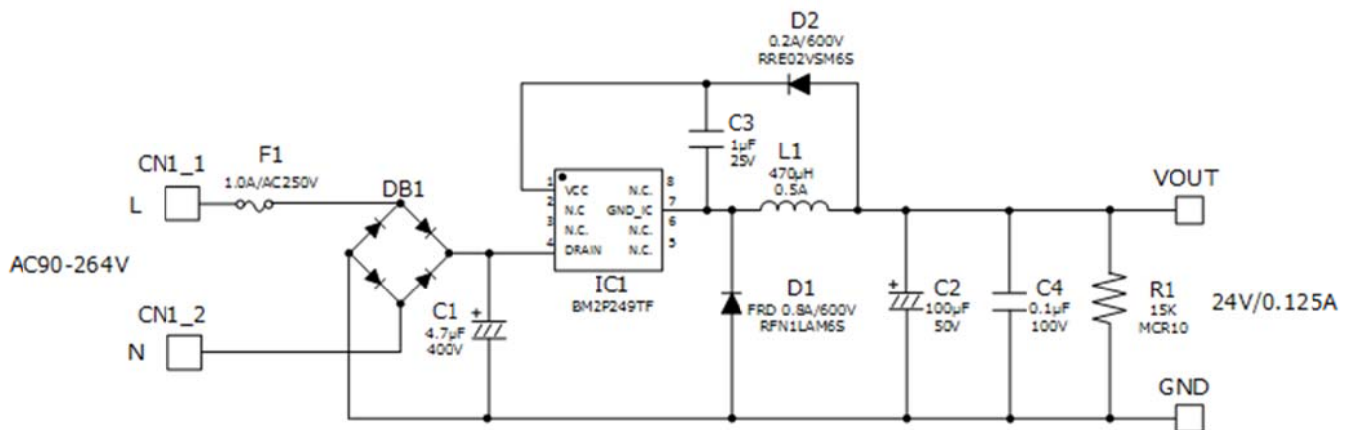 D2
0.2A/600V
RRE02VSM6S
C3
1µF
25V
L1
470µH
0.5A
CN1_1
F1
1.0A/AC250V
L
DB1
1
VCC
N.C.
8
2
N.C
GND_IC
7
3
N.C.
N.C.
6
4
DRAIN
N.C.
5
IC1
BM2P249TF
VOUT
AC90-264V
CN1_2
N
C1
+
4.7µF
400V
D1
FRD 0.8A/600V
RFN1LAM6S
+
C2
100µF
50V
C4
0.1µF
100V
R1
15K
MCR10
24V/0.125A
GND